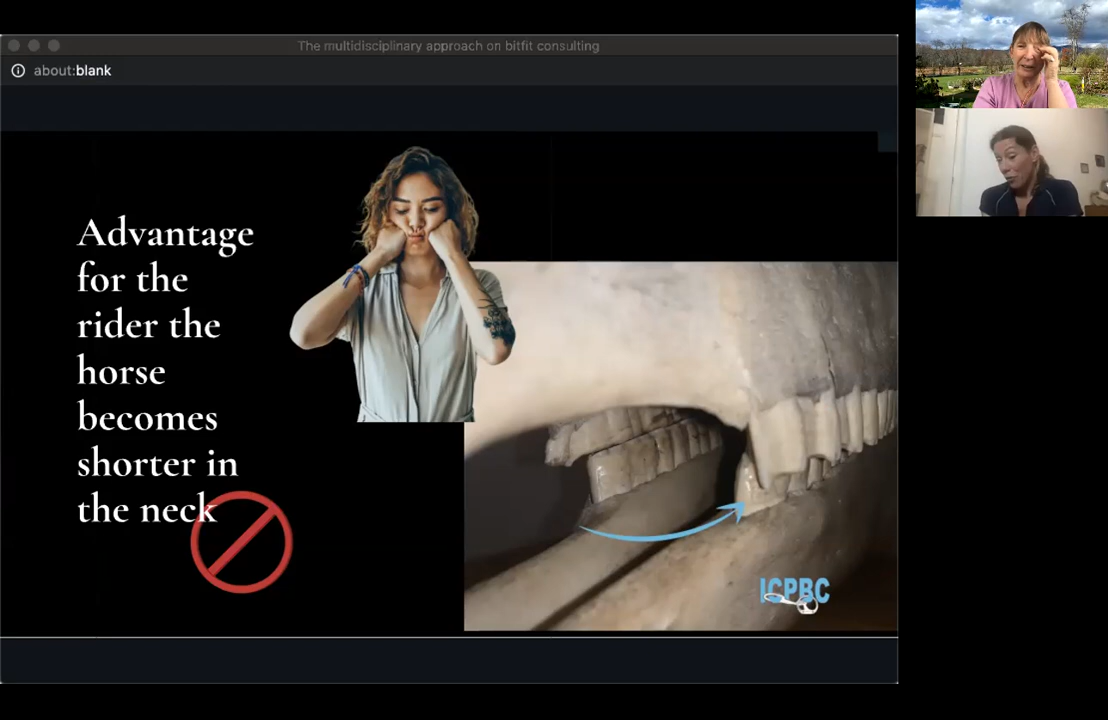 The multidisciplinary approach on bitfit consulting
about:blank
Advantage
for the
rider the
horse
becomes
shorter in
the neck
ICPBC